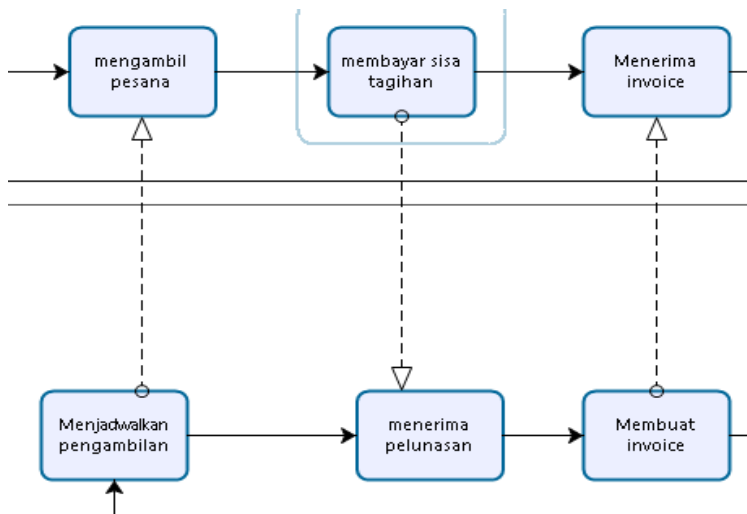 mengambil
pesana
membayar sisa
tagihan
Menerima
invoice
Menjadwalkan
pengambilan
menerima
pelunasan
Membuat
invoice